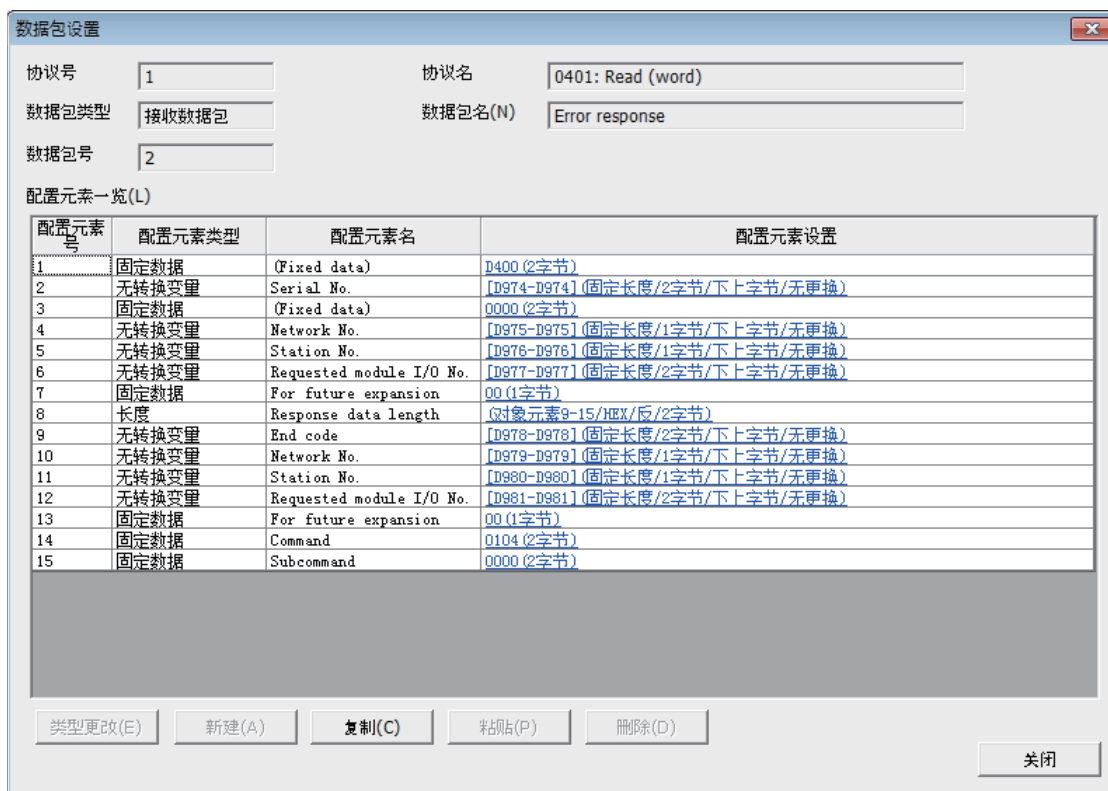 数据包设置
协议号 1 协议名 0401: Read (word)
数据包类型 接收数据包 数据包名(N) Error response
数据包号 2
配置元素一览(L)
配置元素号 配置元素类型 配置元素名 配置元素设置
1 固定数据 (Fixed data) D400(2字节)
2 无转换变量 Serial No. [D974-D974](固定长度/2字节/下上字节/无更换)
3 固定数据 (Fixed data) 0000(2字节)
4 无转换变量 Network No. [D975-D975](固定长度/1字节/下上字节/无更换)
5 无转换变量 Station No. [D976-D976](固定长度/1字节/下上字节/无更换)
6 无转换变量 Requested module I/O No. [D977-D977](固定长度/2字节/下上字节/无更换)
7 固定数据 For future expansion 00(1字节)
8 长度 Response data length (对象元素9-15/HEX/反/2字节)
9 无转换变量 End code [D978-D978](固定长度/2字节/下上字节/无更换)
10 无转换变量 Network No. [D979-D979](固定长度/1字节/下上字节/无更换)
11 无转换变量 Station No. [D980-D980](固定长度/1字节/下上字节/无更换)
12 无转换变量 Requested module I/O No. [D981-D981](固定长度/2字节/下上字节/无更换)
13 固定数据 For future expansion 00(1字节)
14 固定数据 Command 0104(2字节)
15 固定数据 Subcommand 0000(2字节)
类型更改(E) 新建(A) 复制(C) 粘贴(P) 删除(D)
关闭